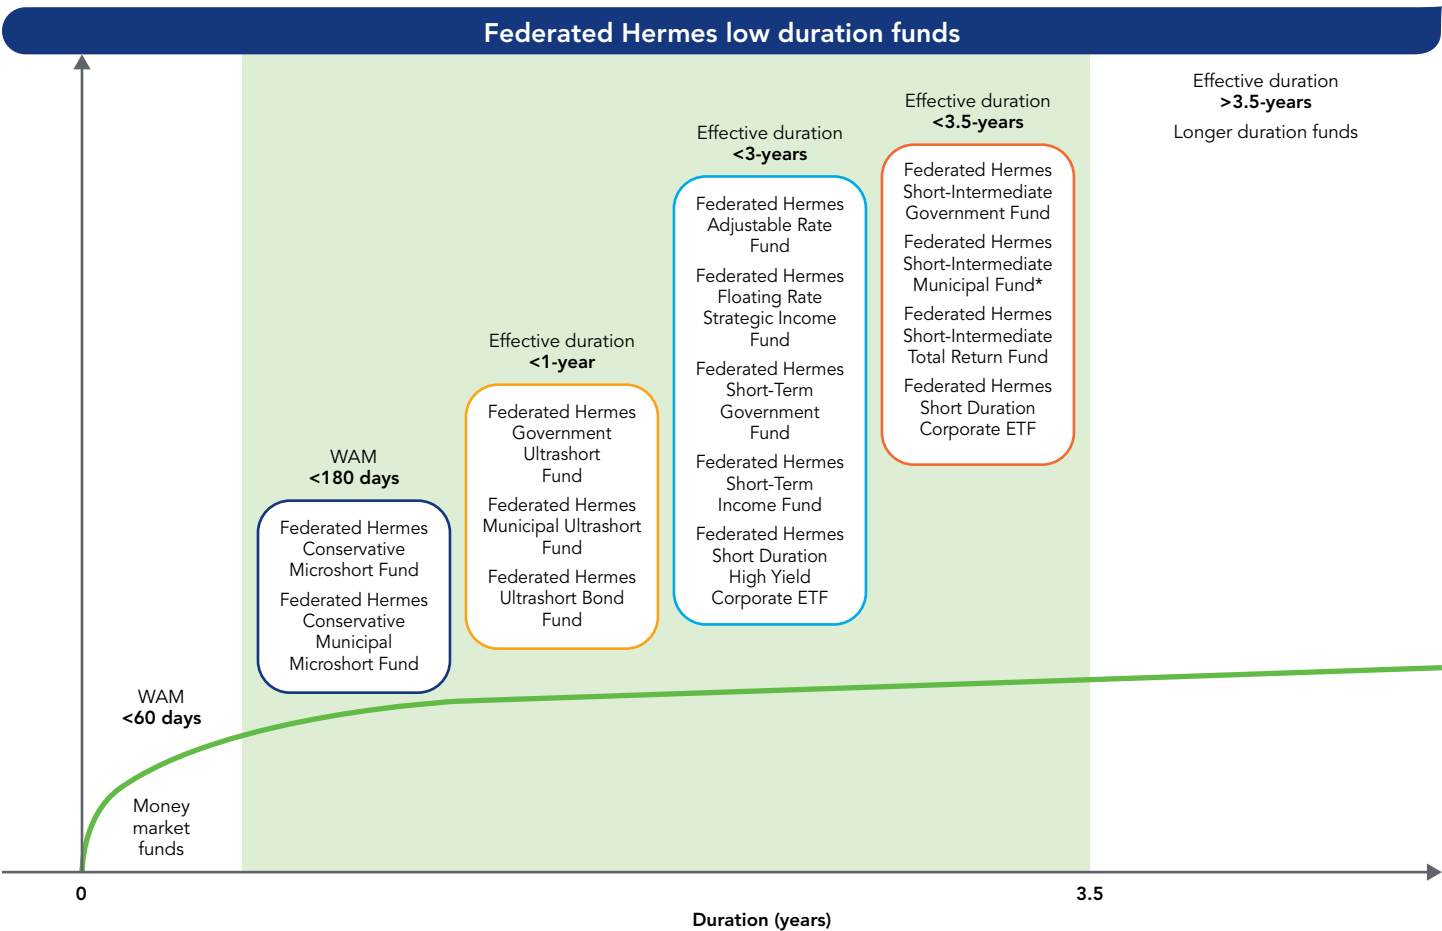 Federated Hermes low duration funds
WAM
<60 days
Money
market
funds
WAM
<180 days
Federated Hermes
Conservative
Microshort Fund
Federated Hermes
Conservative
Municipal
Microshort Fund
Effective duration
<1-year
Federated Hermes
Government
Ultrashort
Fund
Federated Hermes
Municipal Ultrashort
Fund
Federated Hermes
Ultrashort Bond
Fund
Effective duration
<3-years
Federated Hermes
Adjustable Rate
Fund
Federated Hermes
Floating Rate
Strategic Income
Fund
Federated Hermes
Short-Term
Government
Fund
Federated Hermes
Short-Term
Income Fund
Federated Hermes
Short Duration
High Yield
Corporate ETF
Effective duration
<3.5-years
Federated Hermes
Short-Intermediate
Government Fund
Federated Hermes
Short-Intermediate
Municipal Fund*
Federated Hermes
Short-Intermediate
Total Return Fund
Federated Hermes
Short Duration
Corporate ETF
Effective duration
>3.5-years
Longer duration funds
0
3.5
Duration (years)